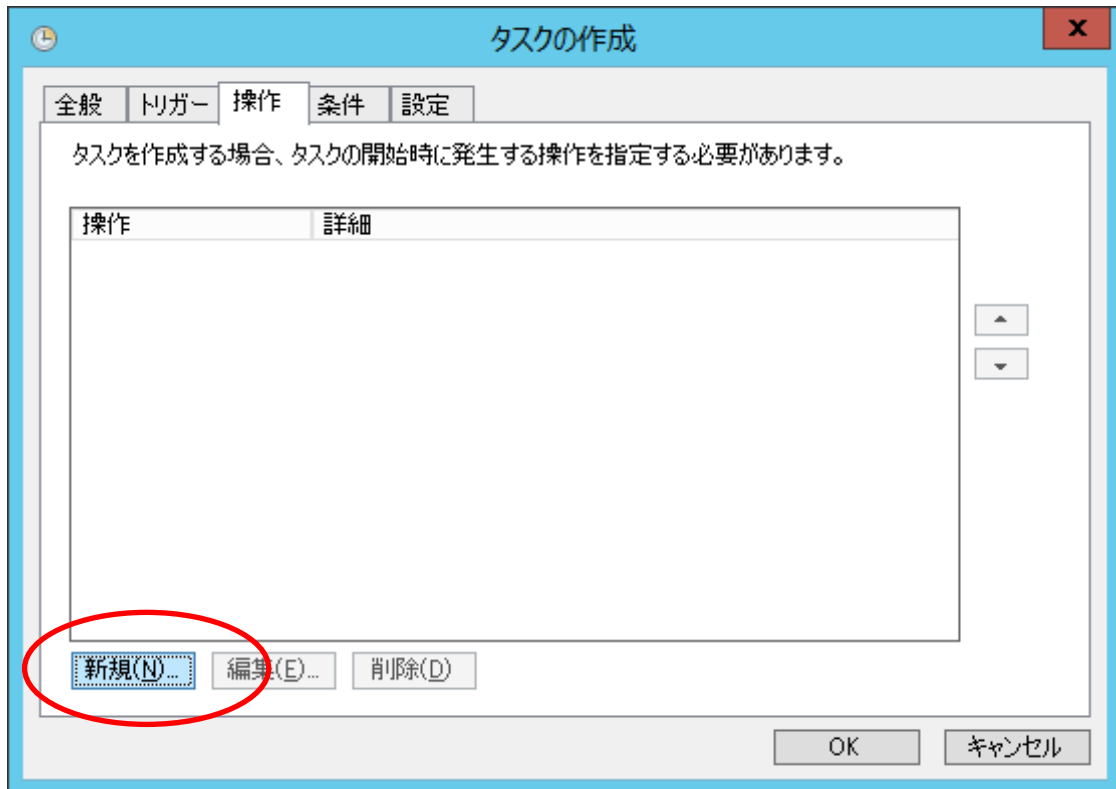 タスクの作成
x
全般 トリガー 操作 条件 設定
タスクを作成する場合、タスクの開始時に発生する操作を指定する必要があります。
操作 詳細
新規(N)... 編集(E)... 削除(D)
OK キャンセル